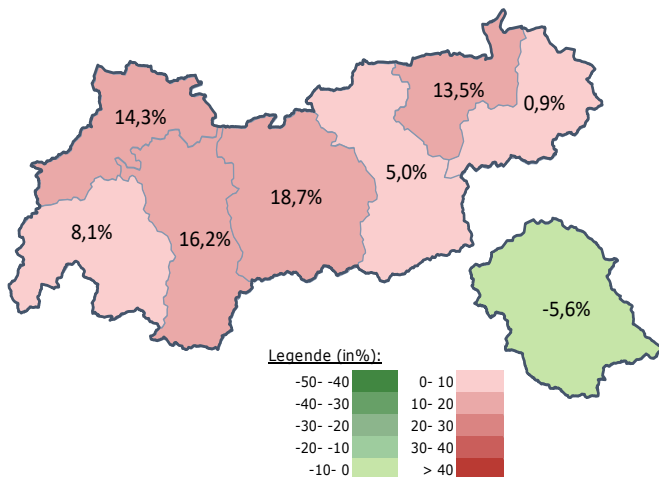 13,5%
0,9%
14,3%
5,0%
18,7%
8,1%
16,2%
-5,6%
Legende (in%):
-50- -40 0- 10
-40- -30 10- 20
-30- -20 20- 30
-20- -10 30- 40
-10- 0 > 40